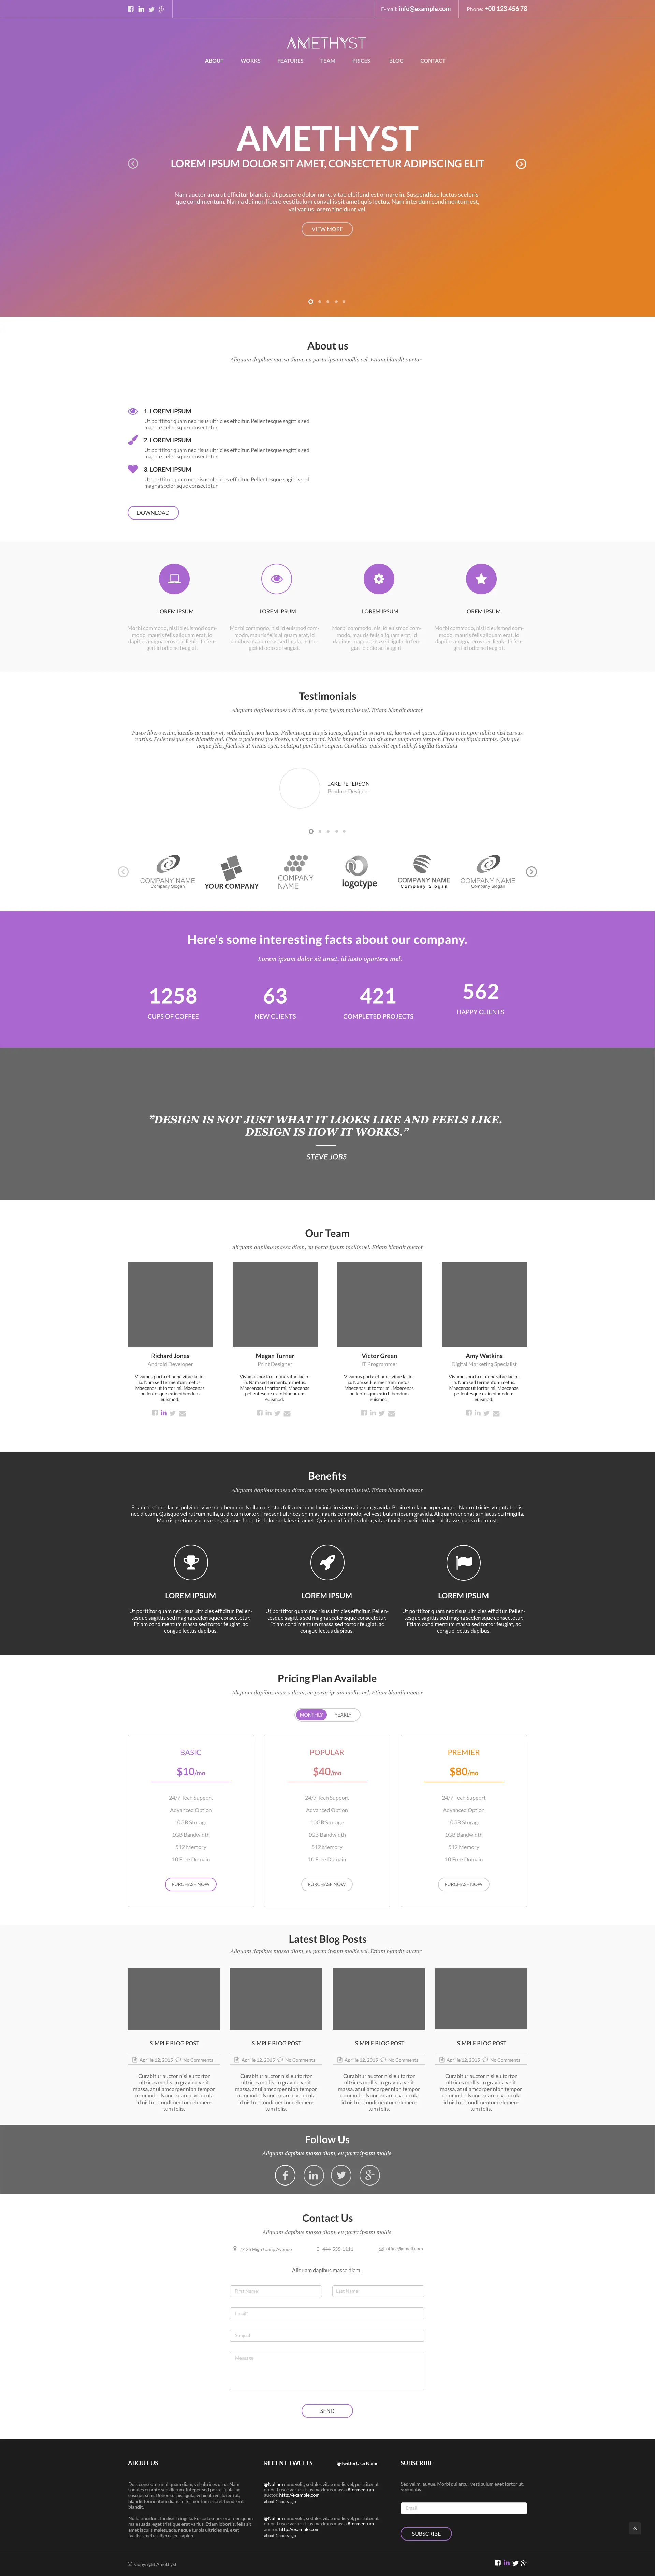 E-mail: info@example.com
Phone: +00 123 456 78
AMETHYST
ABOUT WORKS FEATURES TEAM PRICES BLOG CONTACT
AMETHYST
LOREM IPSUM DOLOR SIT AMET, CONSECTETUR ADIPISCING ELIT
Nam auctor arcu ut efficitur blandit. Ut posuere dolor nunc, vitae eleifend est ornare in. Suspendisse luctus sceleris-
que condimentum. Nam a dui non libero vestibulum convallis sit amet quis lectus. Nam interdum condimentum est,
vel varius lorem tincidunt vel.
VIEW MORE
About us
Aliquam dapibus massa diam, eu porta ipsum mollis vel. Etiam blandit auctor
1. LOREM IPSUM
Ut porttitor quam nec risus ultricies efficitur. Pellentesque sagittis sed
magna scelerisque consectetur.
2. LOREM IPSUM
Ut porttitor quam nec risus ultricies efficitur. Pellentesque sagittis sed
magna scelerisque consectetur.
3. LOREM IPSUM
Ut porttitor quam nec risus ultricies efficitur. Pellentesque sagittis sed
magna scelerisque consectetur.
DOWNLOAD
LOREM IPSUM
Morbi commodo, nisl id euismod com-
modo, mauris felis aliquam erat, id
dapibus magna eros sed ligula. In feu-
giat id odio ac feugiat.
LOREM IPSUM
Morbi commodo, nisl id euismod com-
modo, mauris felis aliquam erat, id
dapibus magna eros sed ligula. In feu-
giat id odio ac feugiat.
LOREM IPSUM
Morbi commodo, nisl id euismod com-
modo, mauris felis aliquam erat, id
dapibus magna eros sed ligula. In feu-
giat id odio ac feugiat.
LOREM IPSUM
Morbi commodo, nisl id euismod com-
modo, mauris felis aliquam erat, id
dapibus magna eros sed ligula. In feu-
giat id odio ac feugiat.
Testimonials
Aliquam dapibus massa diam, eu porta ipsum mollis vel. Etiam blandit auctor
Fusce libero enim, iaculis ac auctor et, sollicitudin non lacus. Pellentesque turpis lacus, aliquet in ornare at, laoreet vel quam. Aliquam tempor nibh a nisi cursus
varius. Pellentesque non blandit dui. Cras a pellentesque libero, vel ornare mi. Nulla imperdiet dui sit amet vulputate tempor. Cras non ligula turpis. Quisque
neque felis, facilisis ut metus eget, volutpat porttitor sapien. Curabitur quis elit eget nibh fringilla tincidunt
JAKE PETERSON
Product Designer
COMPANY NAME
Company Slogan
YOUR COMPANY
COMPANY
NAME
logotype
COMPANY NAME
Company Slogan
COMPANY NAME
Company Slogan
Here's some interesting facts about our company.
Lorem ipsum dolor sit amet, id iusto oportere mel.
1258
CUPS OF COFFEE
63
NEW CLIENTS
421
COMPLETED PROJECTS
562
HAPPY CLIENTS
"DESIGN IS NOT JUST WHAT IT LOOKS LIKE AND FEELS LIKE.
DESIGN IS HOW IT WORKS."
STEVE JOBS
Our Team
Aliquam dapibus massa diam, eu porta ipsum mollis vel. Etiam blandit auctor
Richard Jones
Android Developer
Vivamus porta et nunc vitae lacin-
ia. Nam sed fermentum metus.
Maecenas ut tortor mi. Maecenas
pellentesque ex in bibendum
euismod.
Megan Turner
Print Designer
Vivamus porta et nunc vitae lacin-
ia. Nam sed fermentum metus.
Maecenas ut tortor mi. Maecenas
pellentesque ex in bibendum
euismod.
Victor Green
IT Programmer
Vivamus porta et nunc vitae lacin-
ia. Nam sed fermentum metus.
Maecenas ut tortor mi. Maecenas
pellentesque ex in bibendum
euismod.
Amy Watkins
Digital Marketing Specialist
Vivamus porta et nunc vitae lacin-
ia. Nam sed fermentum metus.
Maecenas ut tortor mi. Maecenas
pellentesque ex in bibendum
euismod.
Benefits
Aliquam dapibus massa diam, eu porta ipsum mollis vel. Etiam blandit auctor
Etiam tristique lacus pulvinar viverra bibendum. Nullam egestas felis nec nunc lacinia, in viverra ipsum gravida. Proin et ullamcorper augue. Nam ultricies vulputate nisl
nec dictum. Quisque vel rutrum nulla, ut dictum tortor. Praesent ultrices enim at mauris commodo, vel vestibulum ipsum gravida. Aliquam venenatis in lacus eu fringilla.
Mauris pretium varius eros, sit amet lobortis dolor sodales sit amet. Quisque id finibus dolor, vitae faucibus velit. In hac habitasse platea dictumst.
LOREM IPSUM
Ut porttitor quam nec risus ultricies efficitur. Pellen-
tesque sagittis sed magna scelerisque consectetur.
Etiam condimentum massa sed tortor feugiat, ac
congue lectus dapibus.
LOREM IPSUM
Ut porttitor quam nec risus ultricies efficitur. Pellen-
tesque sagittis sed magna scelerisque consectetur.
Etiam condimentum massa sed tortor feugiat, ac
congue lectus dapibus.
LOREM IPSUM
Ut porttitor quam nec risus ultricies efficitur. Pellen-
tesque sagittis sed magna scelerisque consectetur.
Etiam condimentum massa sed tortor feugiat, ac
congue lectus dapibus.
Pricing Plan Available
Aliquam dapibus massa diam, eu porta ipsum mollis vel. Etiam blandit auctor
MONTHLY YEARLY
BASIC
$10/mo
24/7 Tech Support
Advanced Option
10GB Storage
1GB Bandwidth
512 Memory
10 Free Domain
PURCHASE NOW
POPULAR
$40/mo
24/7 Tech Support
Advanced Option
10GB Storage
1GB Bandwidth
512 Memory
10 Free Domain
PURCHASE NOW
PREMIER
$80/mo
24/7 Tech Support
Advanced Option
10GB Storage
1GB Bandwidth
512 Memory
10 Free Domain
PURCHASE NOW
Latest Blog Posts
Aliquam dapibus massa diam, eu porta ipsum mollis vel. Etiam blandit auctor
SIMPLE BLOG POST
Aprilie 12, 2015 No Comments
Curabitur auctor nisi eu tortor
ultrices mollis. In gravida velit
massa, at ullamcorper nibh tempor
commodo. Nunc ex arcu, vehicula
id nisl ut, condimentum elemen-
tum felis.
SIMPLE BLOG POST
Aprilie 12, 2015 No Comments
Curabitur auctor nisi eu tortor
ultrices mollis. In gravida velit
massa, at ullamcorper nibh tempor
commodo. Nunc ex arcu, vehicula
id nisl ut, condimentum elemen-
tum felis.
SIMPLE BLOG POST
Aprilie 12, 2015 No Comments
Curabitur auctor nisi eu tortor
ultrices mollis. In gravida velit
massa, at ullamcorper nibh tempor
commodo. Nunc ex arcu, vehicula
id nisl ut, condimentum elemen-
tum felis.
SIMPLE BLOG POST
Aprilie 12, 2015 No Comments
Curabitur auctor nisi eu tortor
ultrices mollis. In gravida velit
massa, at ullamcorper nibh tempor
commodo. Nunc ex arcu, vehicula
id nisl ut, condimentum elemen-
tum felis.
Follow Us
Aliquam dapibus massa diam, eu porta ipsum mollis
Contact Us
Aliquam dapibus massa diam, eu porta ipsum mollis
1425 High Camp Avenue
444-555-1111
office@email.com
Aliquam dapibus massa diam.
First Name*
Last Name*
Email*
Subject
Message
SEND
ABOUT US
Duis consectetur aliquam diam, vel ultrices urna. Nam
sodales eu ante sed dictum. Integer sed porta ligula, ac
suscipit sem. Donec turpis ligula, vehicula vel lorem at,
blandit fermentum diam. In fermentum orci et hendrerit
blandit.
Nulla tincidunt facilisis fringilla. Fusce tempor erat nec quam
malesuada, eget tristique erat varius. Etiam lobortis, felis sit
amet iaculis malesuada, neque turpis ultricies mi, eget
facilisis metus libero sed sapien.
RECENT TWEETS
@TwitterUserName
@Nullam nunc velit, sodales vitae mollis vel, porttitor ut
dolor. Fusce varius risus maximus massa #fermentum
auctor. http://example.com
about 2 hours ago
@Nullam nunc velit, sodales vitae mollis vel, porttitor ut
dolor. Fusce varius risus maximus massa #fermentum
auctor. http://example.com
about 2 hours ago
SUBSCRIBE
Sed vel mi augue. Morbi dui arcu, vestibulum eget tortor ut,
venenatis
Email
SUBSCRIBE
© Copyright Amethyst